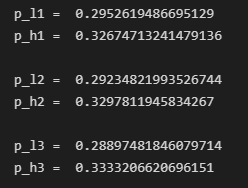 p_l1 =  0.2952619486695129
p_h1 =  0.32674713241479136
p_l2 =  0.29234821993526744
p_h2 =  0.3297811945834267
p_l3 =  0.28897481846079714
p_h3 =  0.3333206620696151